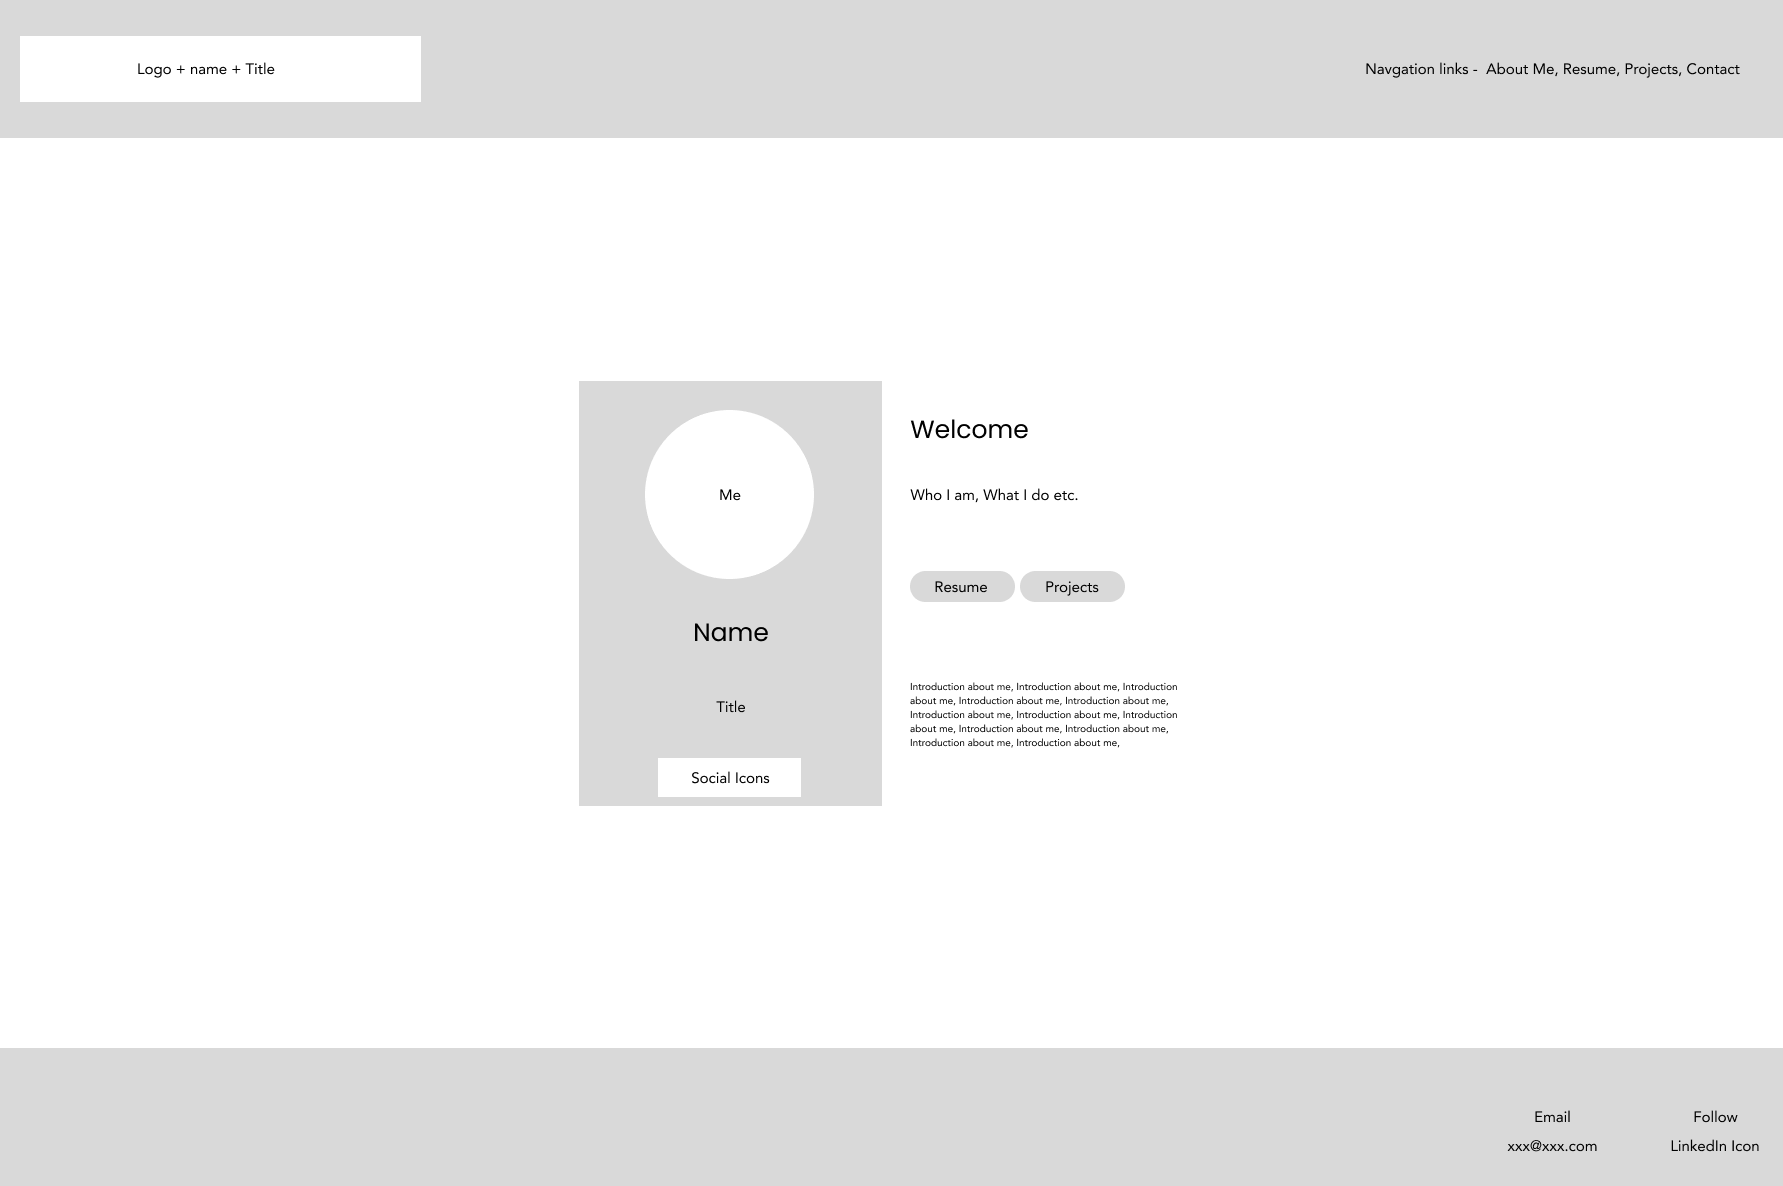 Logo + name + Title
Navgation links -  About Me, Resume, Projects, Contact
Me
Name
Title
Social Icons
Welcome
Who I am, What I do etc.
Resume
Projects
Introduction about me, Introduction about me, Introduction
about me, Introduction about me, Introduction about me,
Introduction about me, Introduction about me, Introduction
about me, Introduction about me, Introduction about me,
Introduction about me, Introduction about me,
Email
xxx@xxx.com
Follow
LinkedIn Icon